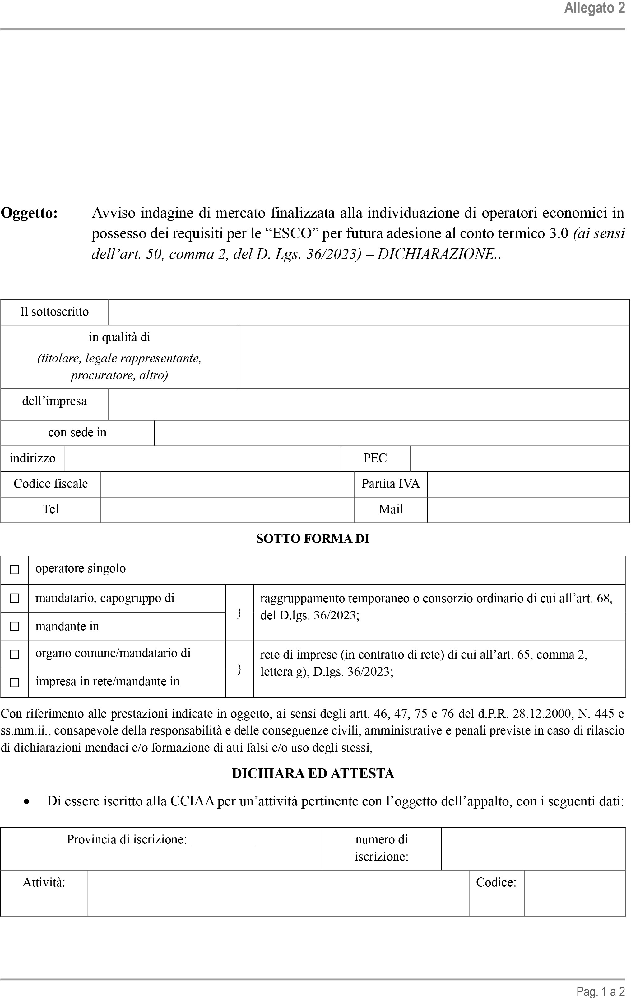 Allegato 2
Oggetto: Avviso indagine di mercato finalizzata alla individuazione di operatori economici in
possesso dei requisiti per le “ESCO” per futura adesione al conto termico 3.0 (ai sensi
dell’art. 50, comma 2, del D. Lgs. 36/2023) – DICHIARAZIONE..
Il sottoscritto
in qualità di
(titolare, legale rappresentante,
procuratore, altro)
dell’impresa
con sede in
indirizzo PEC
Codice fiscale Partita IVA
Tel Mail
SOTTO FORMA DI
☐ operatore singolo
☐ mandatario, capogruppo di
☐ mandante in
} raggruppamento temporaneo o consorzio ordinario di cui all’art. 68,
del D.lgs. 36/2023;
☐ organo comune/mandatario di
☐ impresa in rete/mandante in
} rete di imprese (in contratto di rete) di cui all’art. 65, comma 2,
lettera g), D.lgs. 36/2023;
Con riferimento alle prestazioni indicate in oggetto, ai sensi degli artt. 46, 47, 75 e 76 del d.P.R. 28.12.2000, N. 445 e
ss.mm.ii., consapevole della responsabilità e delle conseguenze civili, amministrative e penali previste in caso di rilascio
di dichiarazioni mendaci e/o formazione di atti falsi e/o uso degli stessi,
DICHIARA ED ATTESTA
• Di essere iscritto alla CCIAA per un’attività pertinente con l’oggetto dell’appalto, con i seguenti dati:
Provincia di iscrizione: __________ numero di
iscrizione:
Attività: Codice:
Pag. 1 a 2